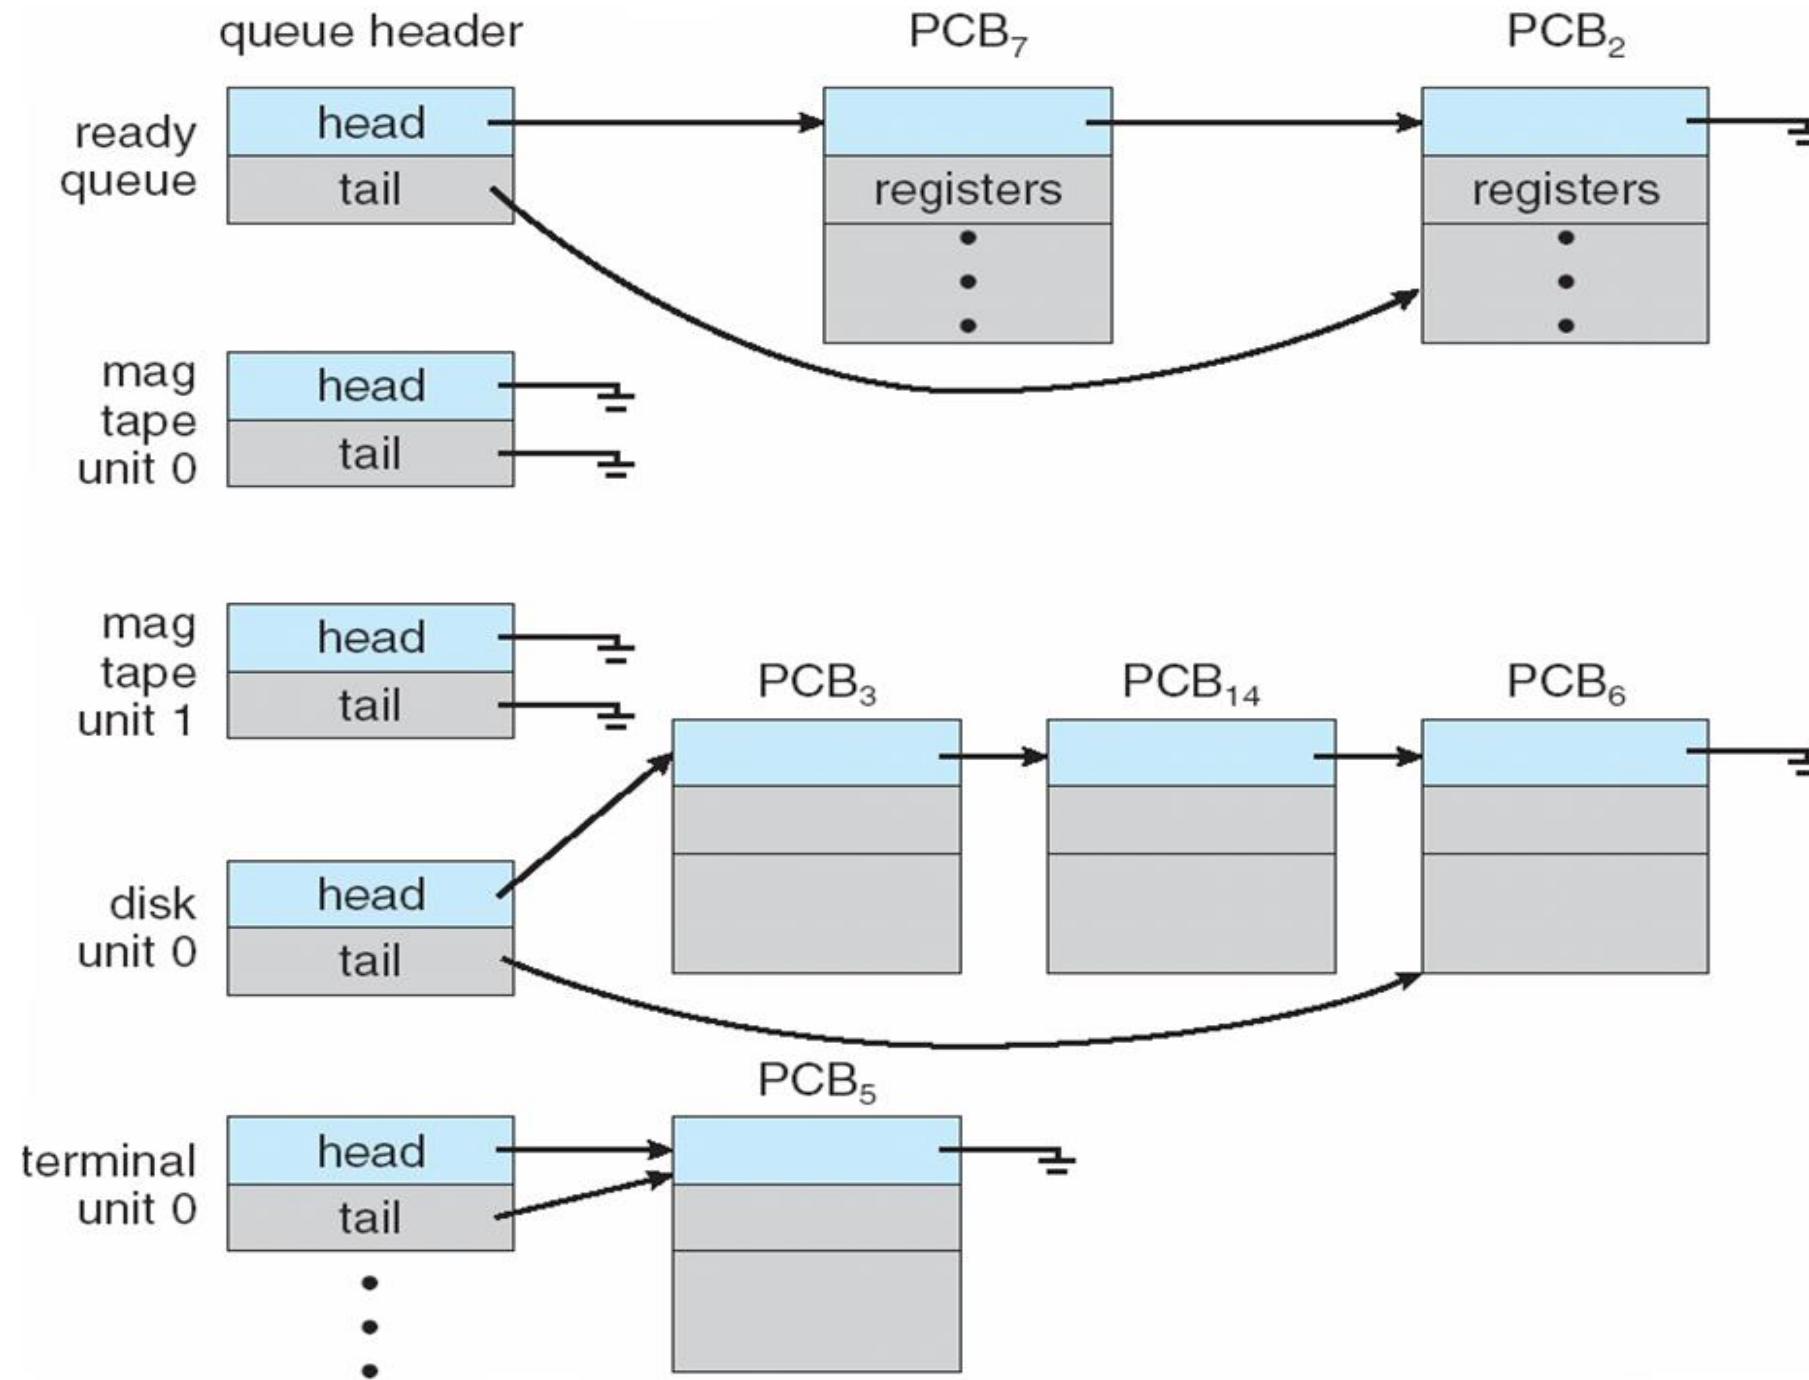 queue header
PCB₇
PCB₂
ready
queue
head
tail
registers
registers
mag
tape
unit 0
head
tail
mag
tape
unit 1
head
tail
PCB₃
PCB₁₄
PCB₆
disk
unit 0
head
tail
PCB₅
terminal
unit 0
head
tail